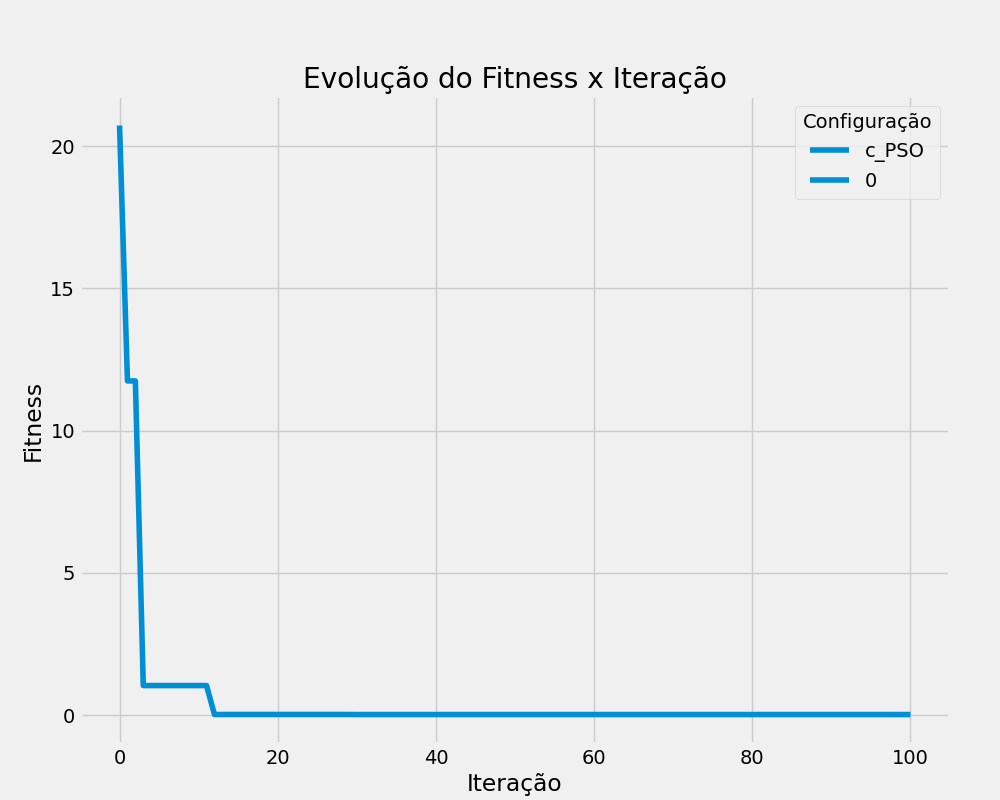 Evolução do Fitness x Iteração
Configuração
c_PSO
0
20
15
10
5
0
Fitness
0 20 40 60 80 100
Iteração